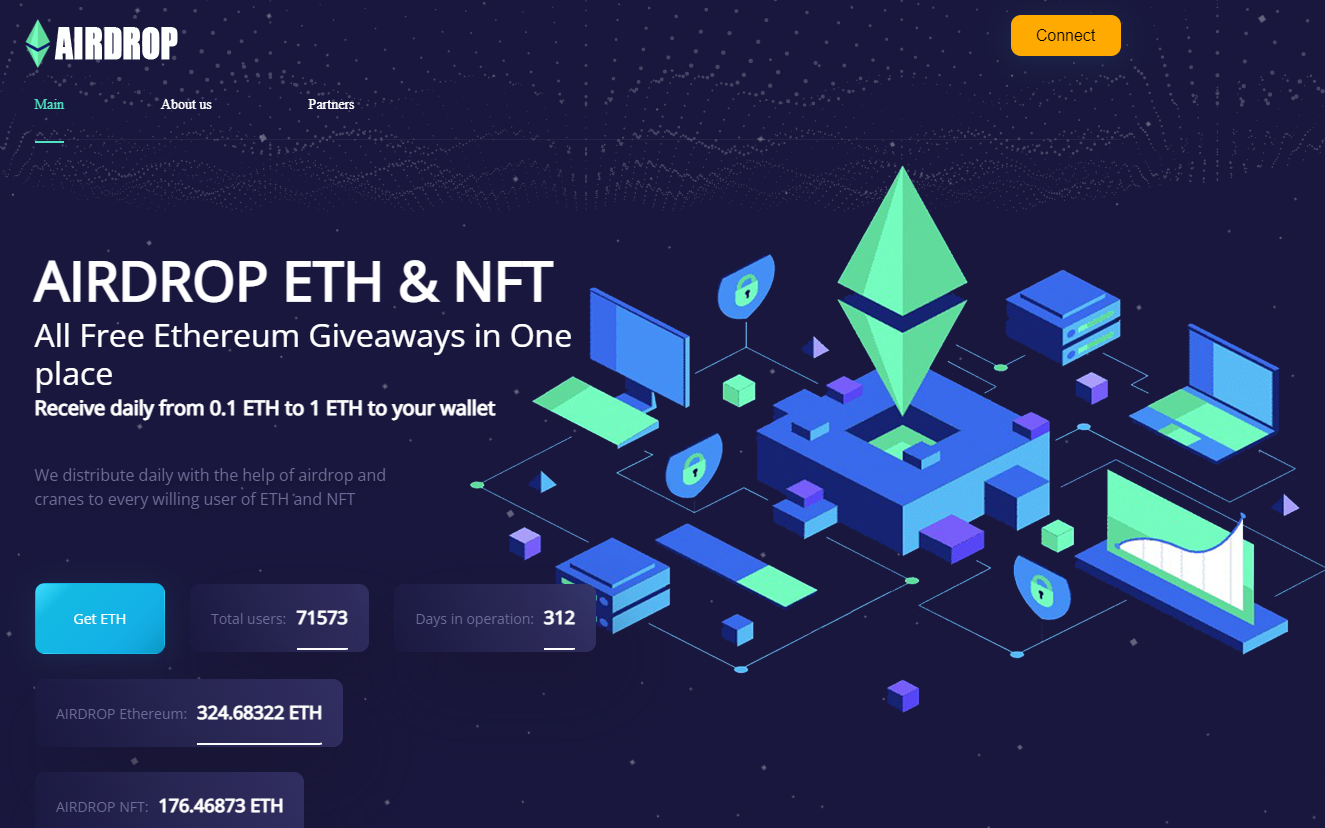 AIRDROP
Connect
Main
About us
Partners
AIRDROP ETH & NFT
All Free Ethereum Giveaways in One
place
Receive daily from 0.1 ETH to 1 ETH to your wallet
We distribute daily with the help of airdrop and
cranes to every willing user of ETH and NFT
Get ETH
Total users: 71573
Days in operation: 312
AIRDROP Ethereum: 324.68322 ETH
AIRDROP NFT: 176.46873 ETH